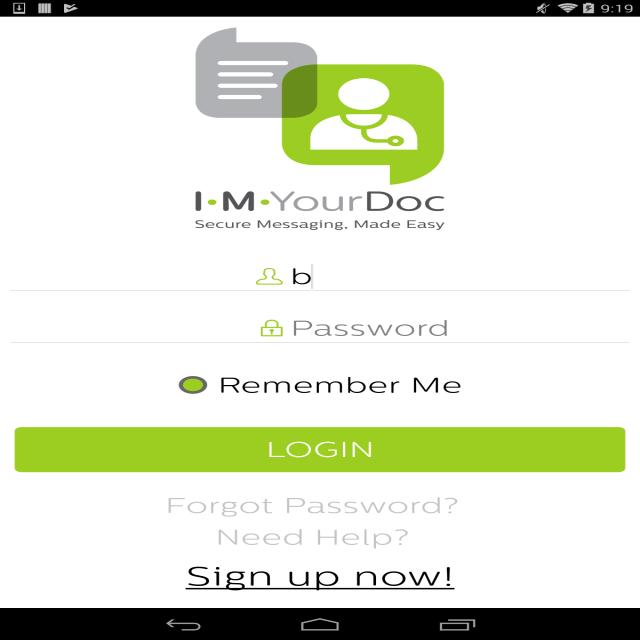 9:19
I•M•YourDoc
Secure Messaging, Made Easy
b
Password
Remember Me
LOGIN
Forgot Password?
Need Help?
Sign up now!